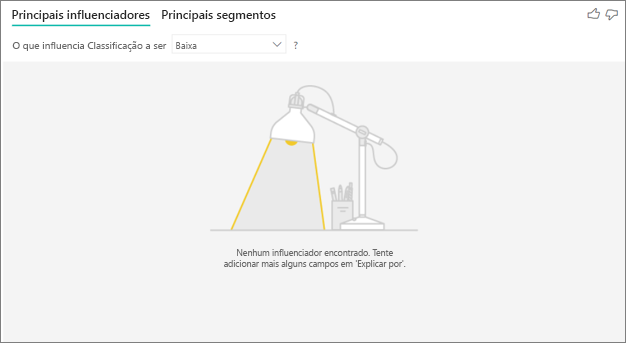 Principais influenciadores Principais segmentos
O que influencia Classificação a ser Baixa ?
Nenhum influenciador encontrado. Tente
adicionar mais alguns campos em 'Explicar por'.